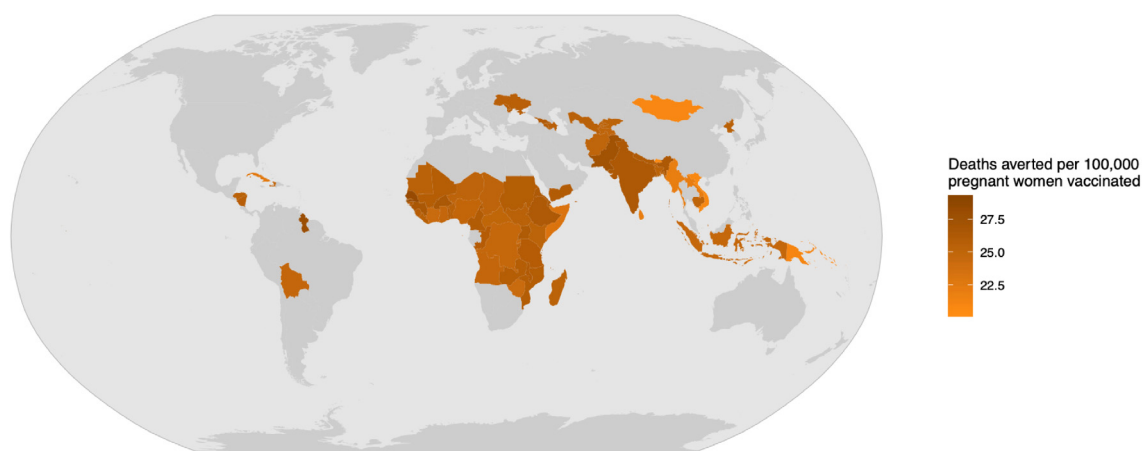 Deaths averted per 100,000
pregnant women vaccinated
27.5
25.0
22.5